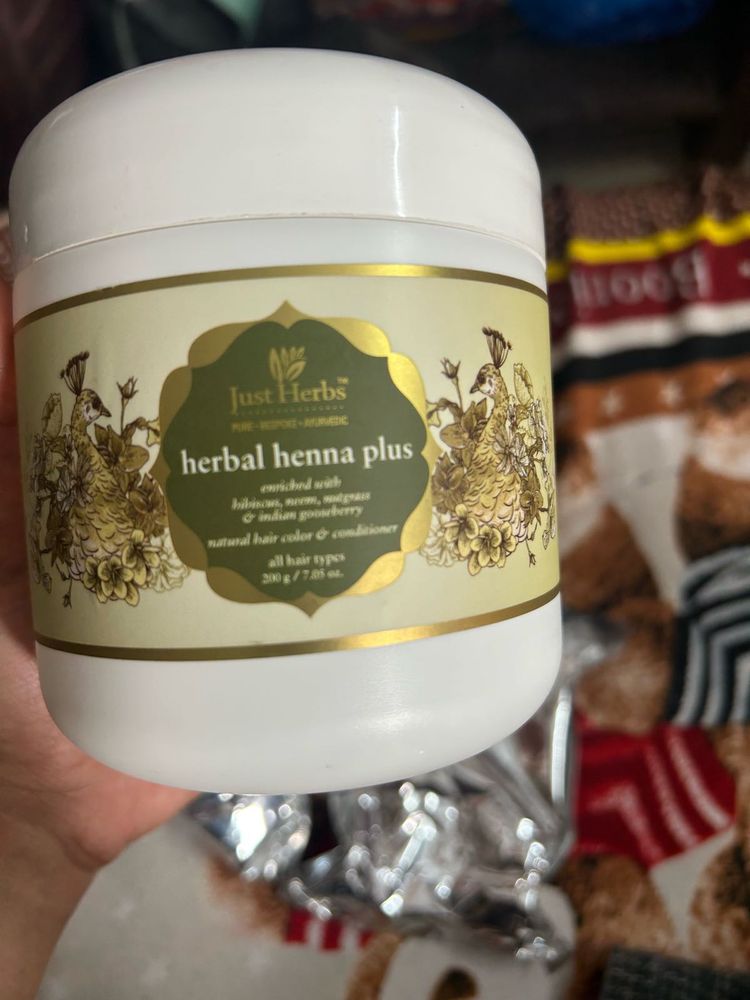 Just Herbs™
PURE • BESPOKE • AYURVEDIC
herbal henna plus
enriched with
hibiscus, neem, nutgrass
& indian gooseberry
natural hair color & conditioner
all hair types
200 g / 7.05 oz.